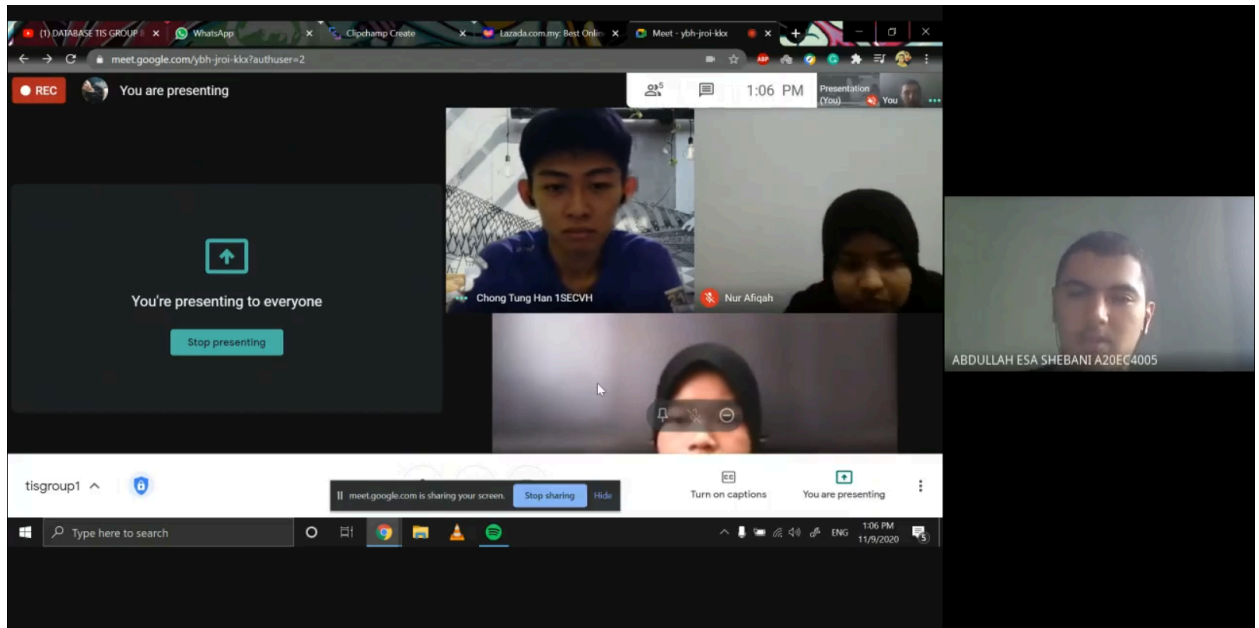 (1) DATABASE TIS GROUP
WhatsApp
Clipchamp Create
Lazada.com.my: Best Onlin
Meet - ybh-jroi-kkx
meet.google.com/ybh-jroi-kkx?authuser=2
ABP
REC
You are presenting
5
1:06 PM
Presentation
(You)
You
You're presenting to everyone
Stop presenting
Chong Tung Han 1SECVH
Nur Afiqah
ABDULLAH ESA SHEBANI A20EC4005
tisgroup1
meet.google.com is sharing your screen.
Stop sharing
Hide
CC
Turn on captions
You are presenting
Type here to search
ENG
1:06 PM
11/9/2020
5